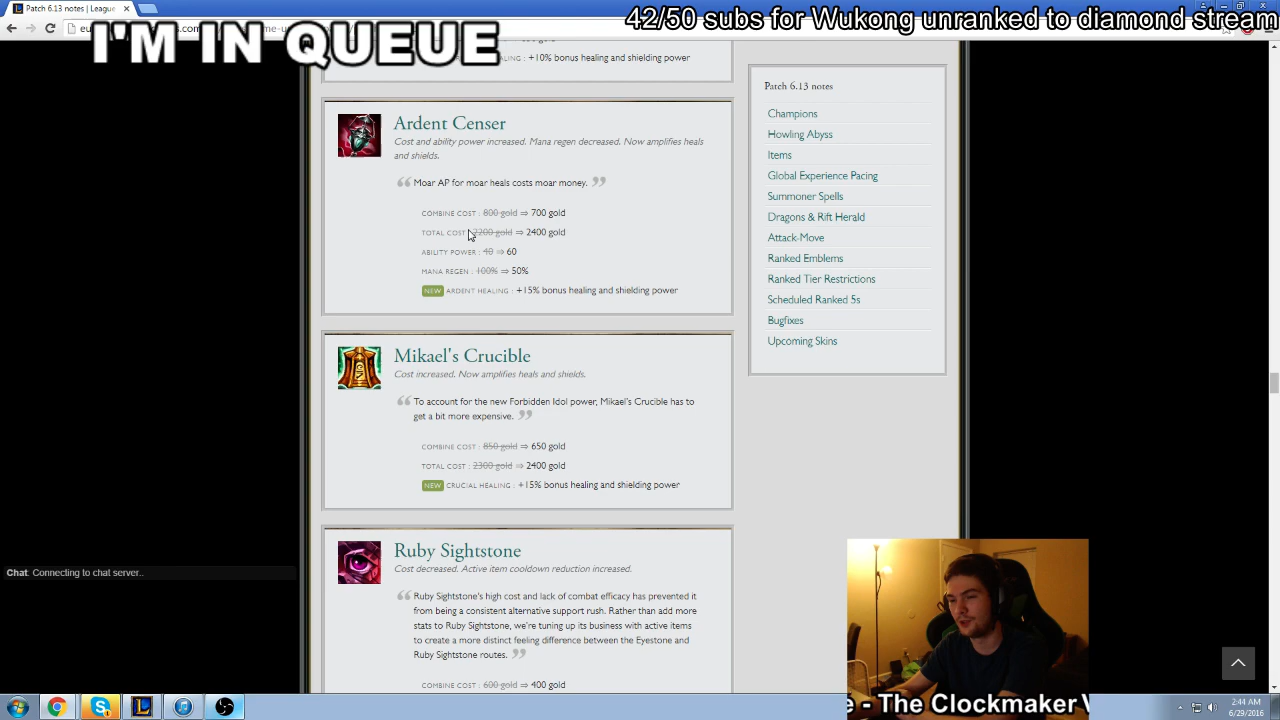 Patch 6.13 notes | League
I'M IN QUEUE
42/50 subs for Wukong unranked to diamond stream
+10% bonus healing and shielding power
Ardent Censer
Cost and ability power increased. Mana regen decreased. Now amplifies heals
and shields.
“ Moar AP for moar heals costs moar money. ”
COMBINE COST : 800 gold ⇒ 700 gold
TOTAL COST : 2200 gold ⇒ 2400 gold
ABILITY POWER : 40 ⇒ 60
MANA REGEN : 100% ⇒ 50%
NEW ARDENT HEALING : +15% bonus healing and shielding power
Mikael's Crucible
Cost increased. Now amplifies heals and shields.
“ To account for the new Forbidden Idol power, Mikael's Crucible has to
get a bit more expensive. ”
COMBINE COST : 850 gold ⇒ 650 gold
TOTAL COST : 2300 gold ⇒ 2400 gold
NEW CRUCIAL HEALING : +15% bonus healing and shielding power
Ruby Sightstone
Cost decreased. Active item cooldown reduction increased.
“ Ruby Sightstone's high cost and lack of combat efficacy has prevented it
from being a consistent alternative support rush. Rather than add more
stats to Ruby Sightstone, we're tuning up its business with active items
to create a more distinct feeling difference between the Eyestone and
Ruby Sightstone routes. ”
COMBINE COST : 600 gold ⇒ 400 gold
Patch 6.13 notes
Champions
Howling Abyss
Items
Global Experience Pacing
Summoner Spells
Dragons & Rift Herald
Attack-Move
Ranked Emblems
Ranked Tier Restrictions
Scheduled Ranked 5s
Bugfixes
Upcoming Skins
Chat: Connecting to chat server..
e - The Clockmaker
2:44 AM
6/29/2016